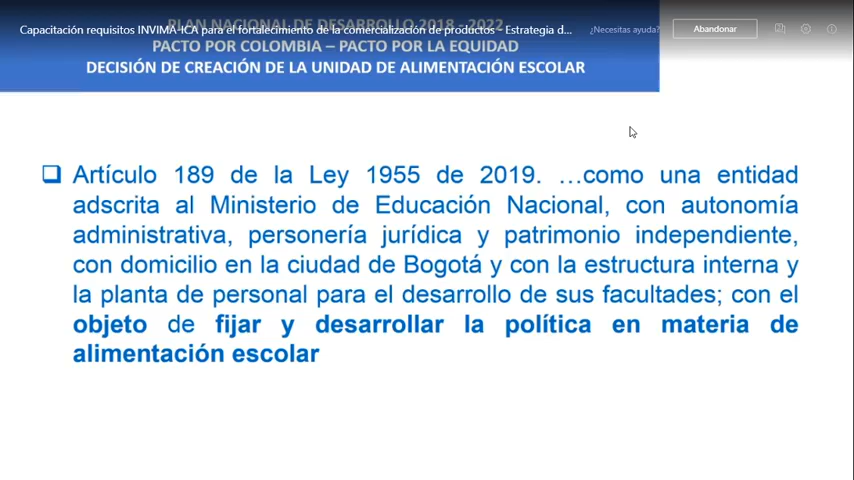 PLAN NACIONAL DE DESARROLLO 2018 - 2022
Capacitación requisitos INVIMA-ICA para el fortalecimiento de la comercialización de productos - Estrategia d...
¿Necesitas ayuda?
Abandonar
PACTO POR COLOMBIA – PACTO POR LA EQUIDAD
DECISIÓN DE CREACIÓN DE LA UNIDAD DE ALIMENTACIÓN ESCOLAR
Artículo 189 de la Ley 1955 de 2019. …como una entidad
adscrita al Ministerio de Educación Nacional, con autonomía
administrativa, personería jurídica y patrimonio independiente,
con domicilio en la ciudad de Bogotá y con la estructura interna y
la planta de personal para el desarrollo de sus facultades; con el
objeto de fijar y desarrollar la política en materia de
alimentación escolar